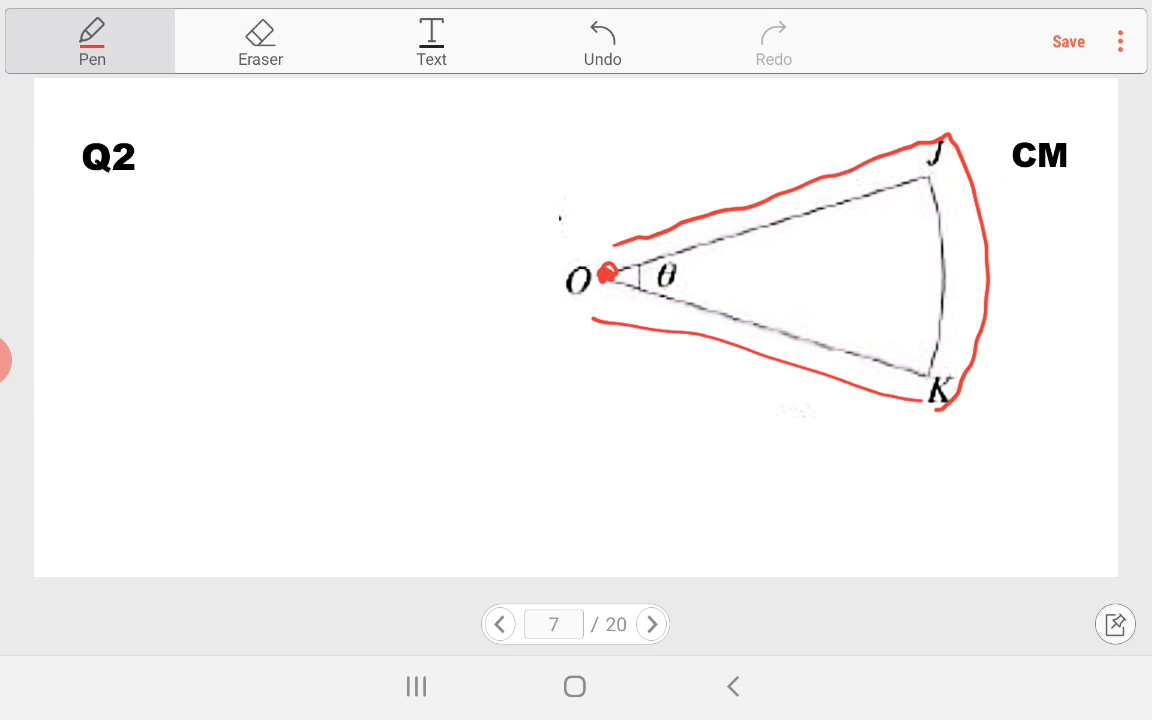 Pen Eraser Text Undo Redo Save
Q2
CM
J
O
θ
K
7 / 20